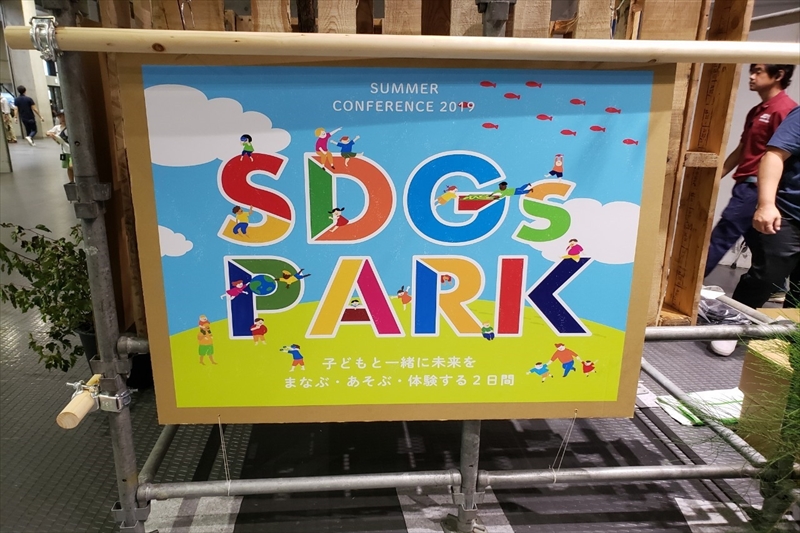 SUMMER
CONFERENCE 2019
SDGs
PARK
子どもと一緒に未来を
まなぶ・あそぶ・体験する2日間